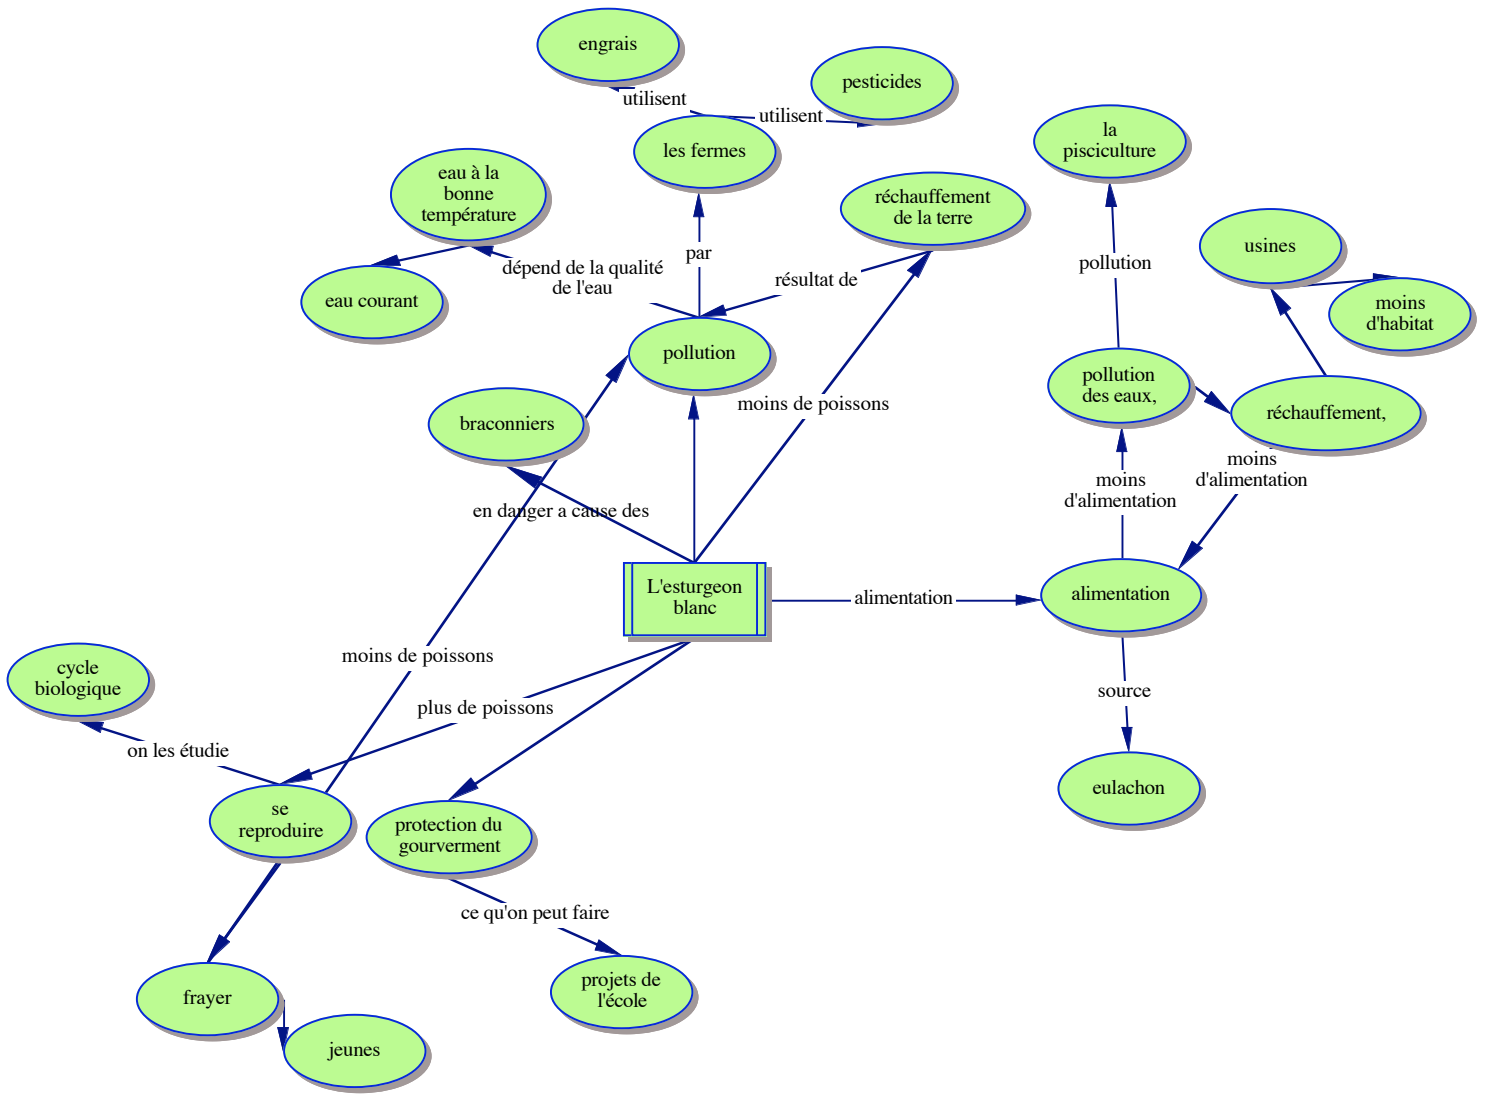 engrais
pesticides
utilisent
utilisent
les fermes
la
pisciculture
eau à la
bonne
température
réchauffement
de la terre
usines
par
pollution
dépend de la qualité
de l'eau
résultat de
eau courant
moins
d'habitat
pollution
pollution
des eaux,
réchauffement,
moins de poissons
braconniers
moins
d'alimentation
moins
d'alimentation
en danger a cause des
L'esturgeon
blanc
alimentation
alimentation
moins de poissons
cycle
biologique
source
plus de poissons
on les étudie
eulachon
se
reproduire
protection du
gourverment
ce qu'on peut faire
projets de
l'école
frayer
jeunes